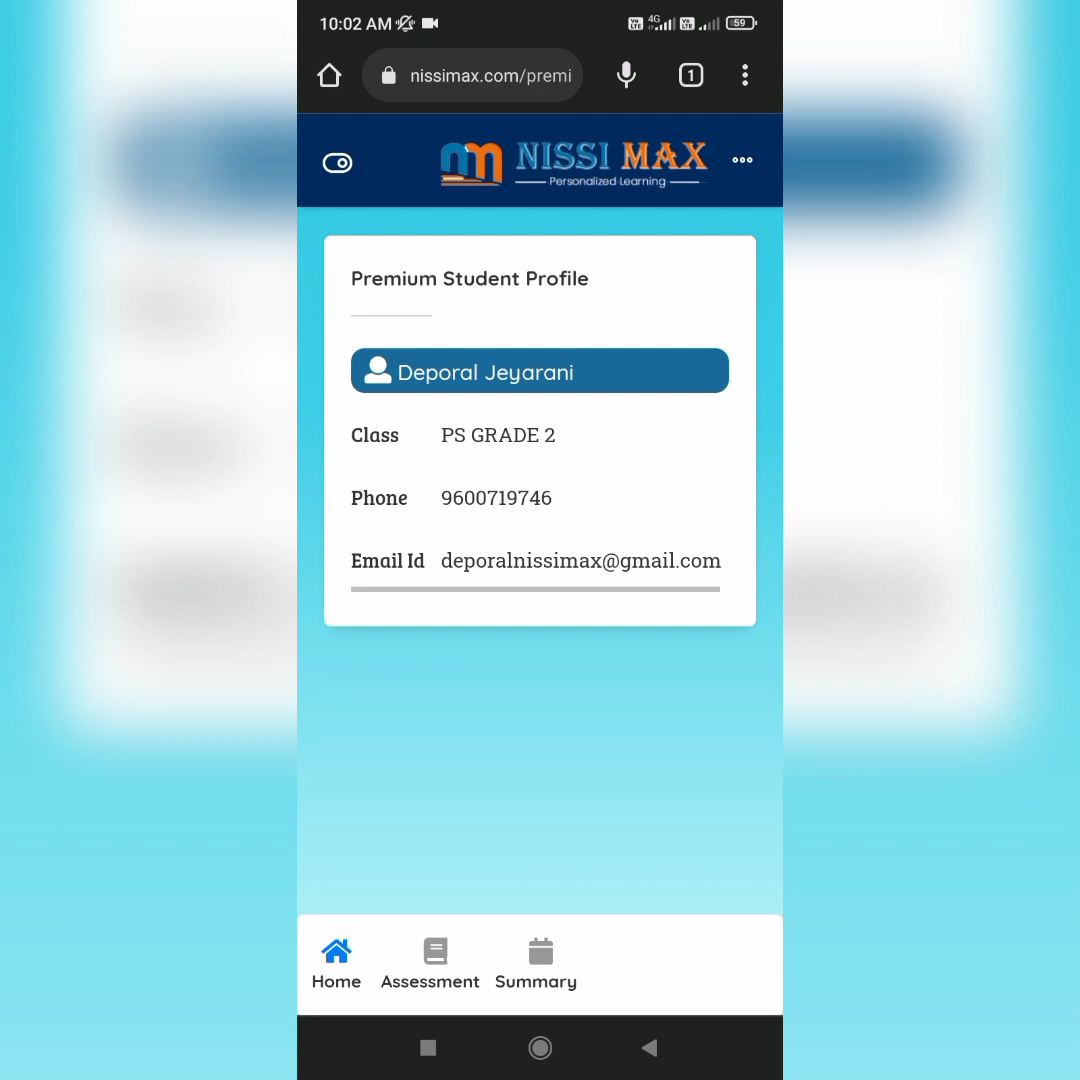 10:02 AM
4G
59
nissimax.com/premi
1
NISSI MAX
Personalized Learning
Premium Student Profile
Deporal Jeyarani
Class PS GRADE 2
Phone 9600719746
Email Id deporalnissimax@gmail.com
Home Assessment Summary